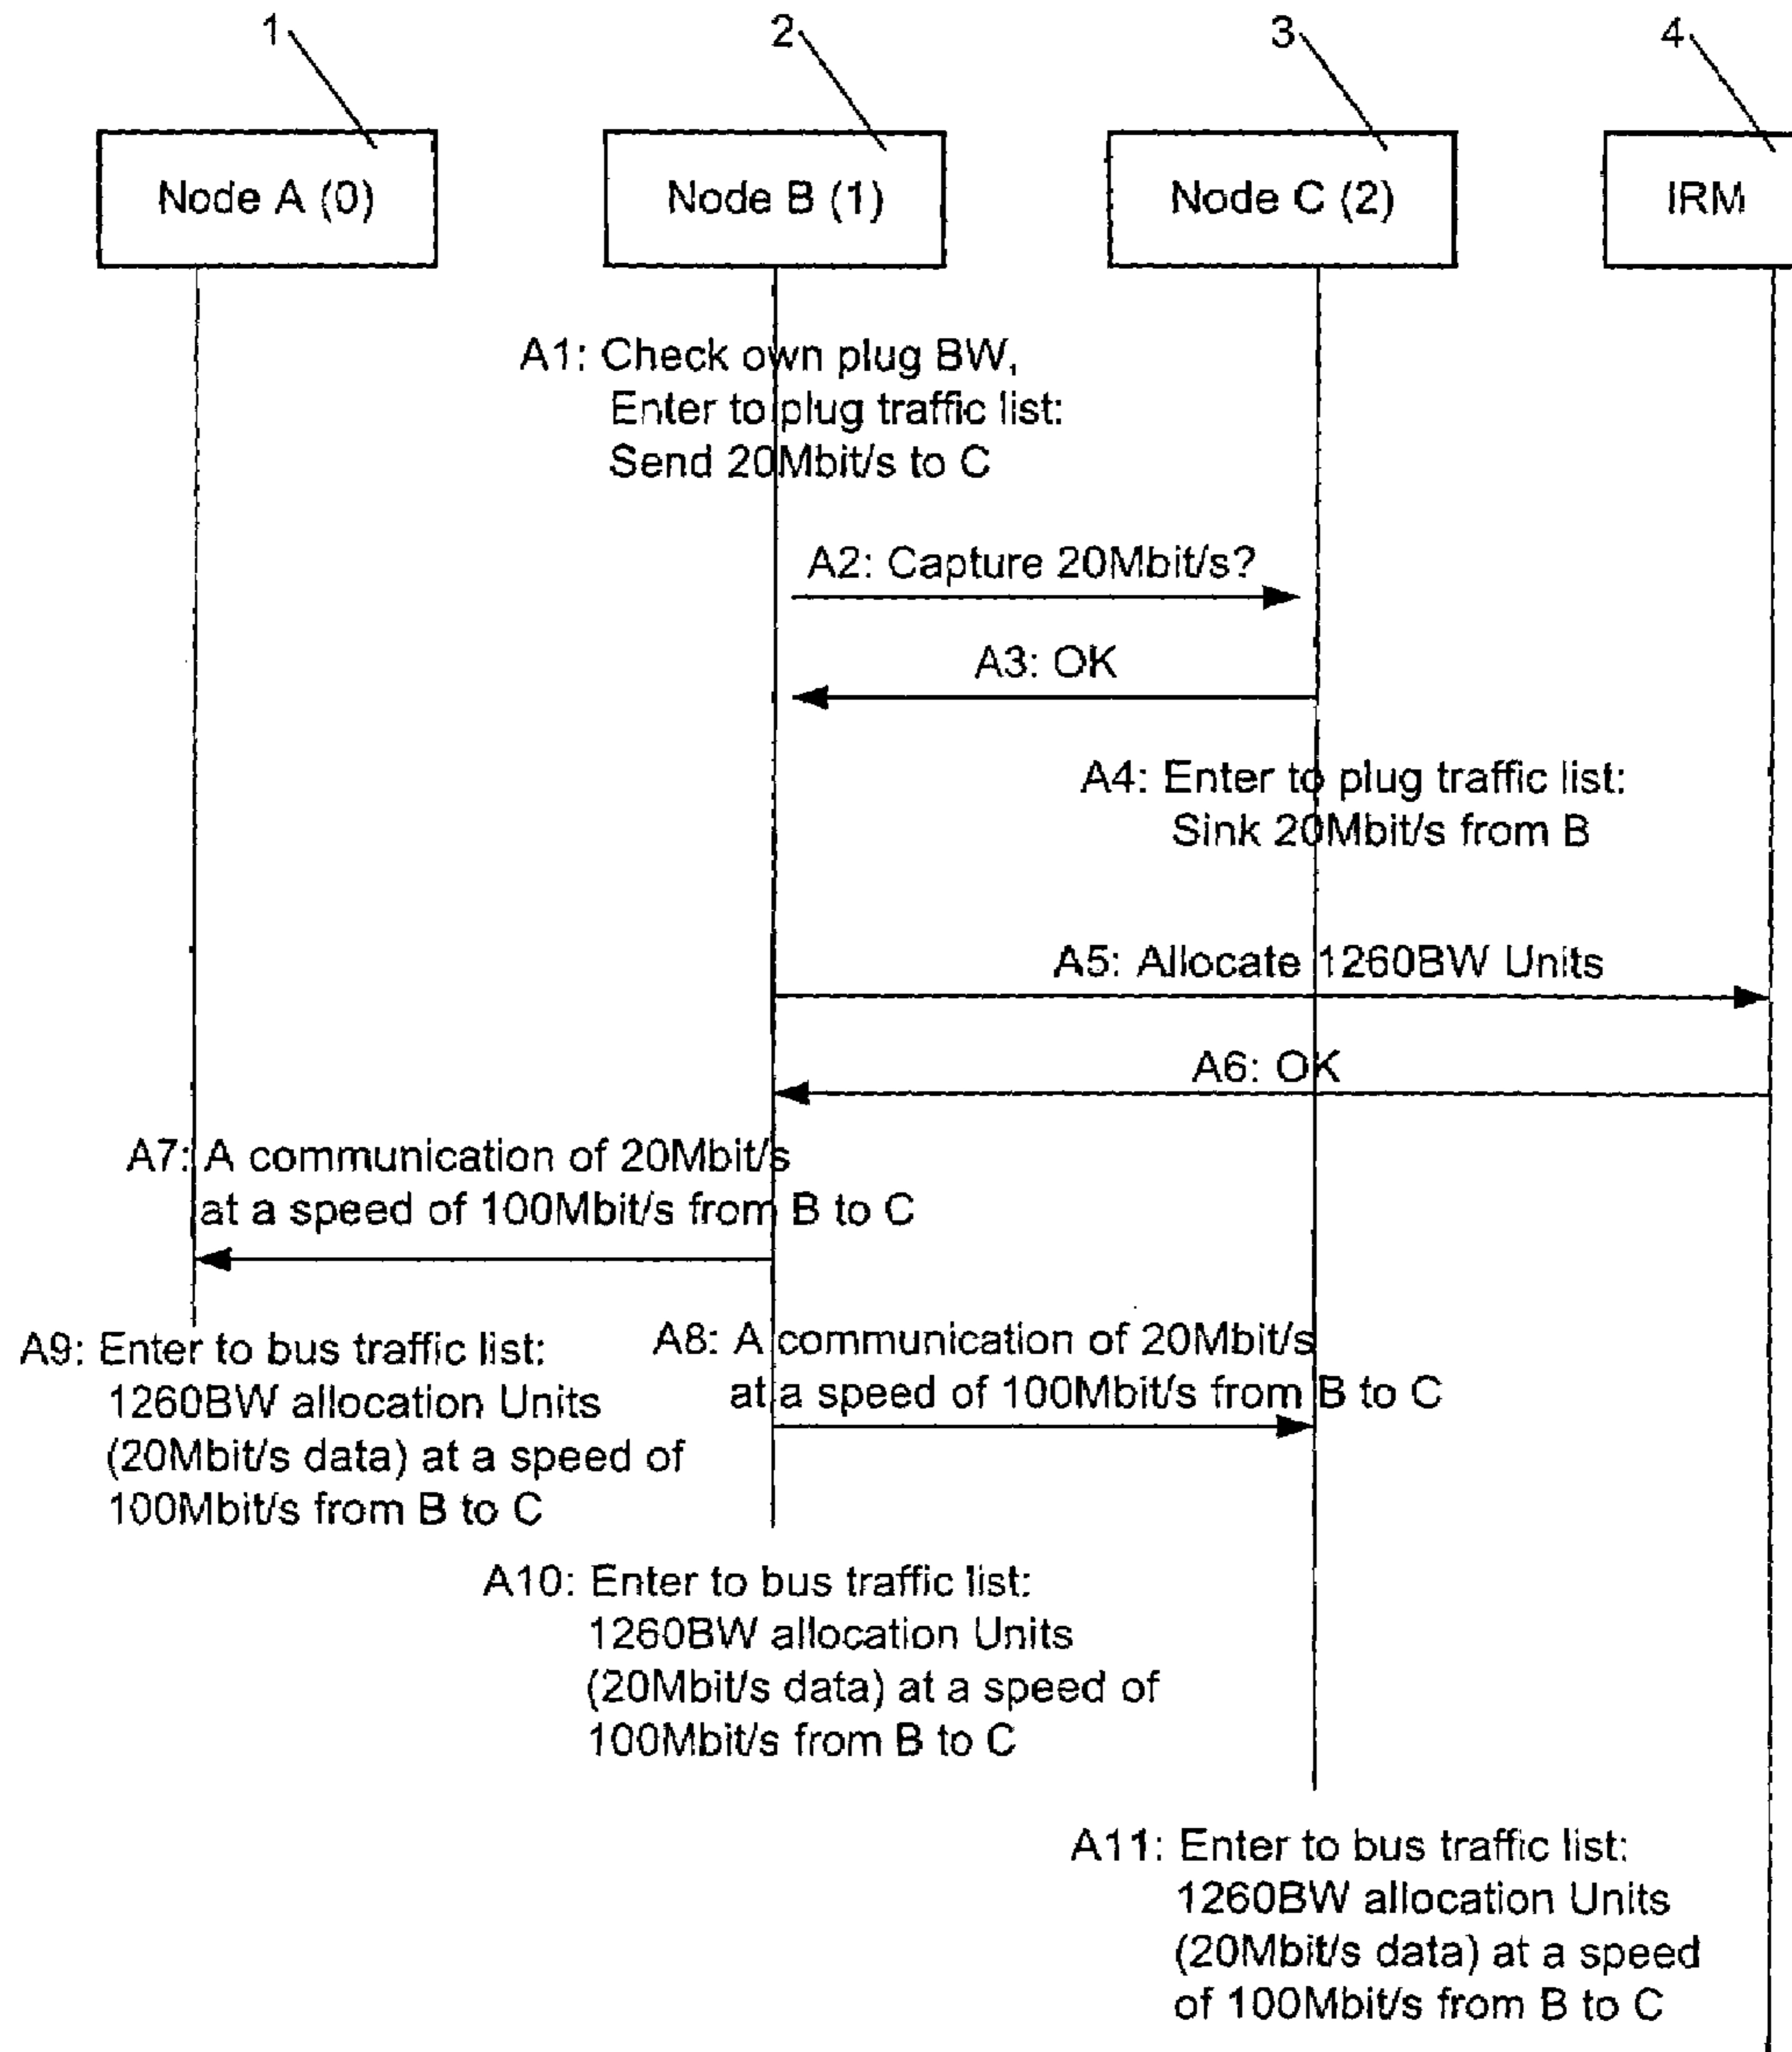 1
2
3
4
Node A (0)
Node B (1)
Node C (2)
IRM
A1: Check own plug BW,
Enter to plug traffic list:
Send 20Mbit/s to C
A2: Capture 20Mbit/s?
A3: OK
A4: Enter to plug traffic list:
Sink 20Mbit/s from B
A5: Allocate 1260BW Units
A6: OK
A7: A communication of 20Mbit/s
at a speed of 100Mbit/s from B to C
A9: Enter to bus traffic list:
1260BW allocation Units
(20Mbit/s data) at a speed of
100Mbit/s from B to C
A8: A communication of 20Mbit/s
at a speed of 100Mbit/s from B to C
A10: Enter to bus traffic list:
1260BW allocation Units
(20Mbit/s data) at a speed of
100Mbit/s from B to C
A11: Enter to bus traffic list:
1260BW allocation Units
(20Mbit/s data) at a speed
of 100Mbit/s from B to C